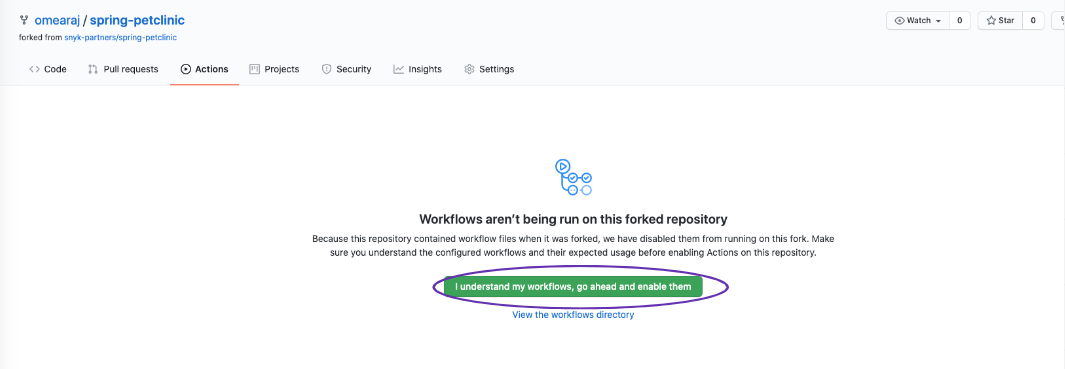 omearaj / spring-petclinic
Watch 0 Star 0
forked from snyk-partners/spring-petclinic
Code Pull requests Actions Projects Security Insights Settings
Workflows aren't being run on this forked repository
Because this repository contained workflow files when it was forked, we have disabled them from running on this fork. Make
sure you understand the configured workflows and their expected usage before enabling Actions on this repository.
I understand my workflows, go ahead and enable them
View the workflows directory